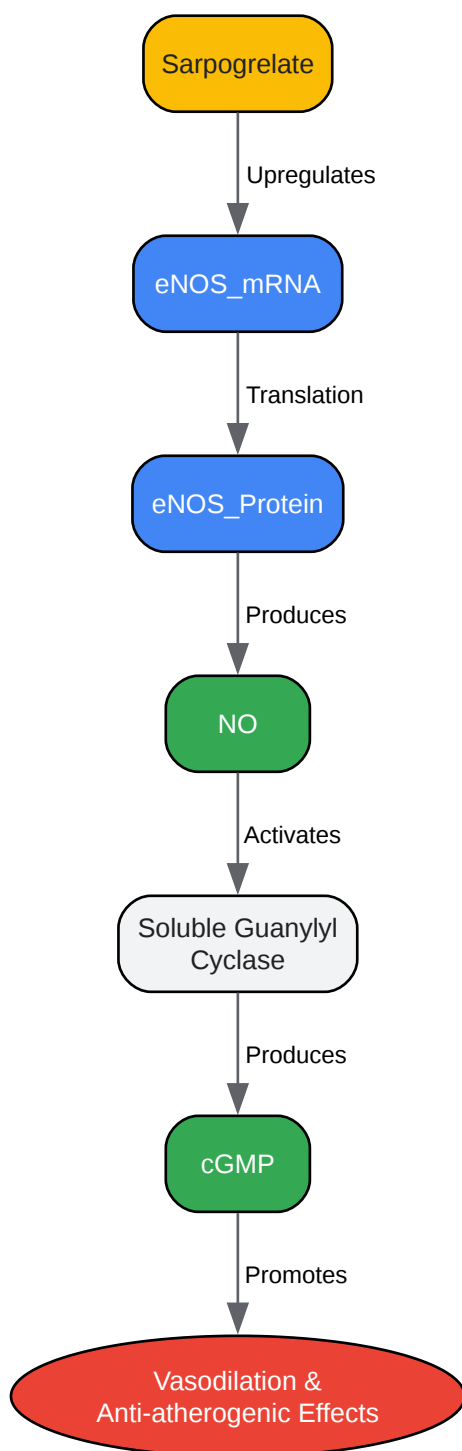 Sarpogrelate
Upregulates
eNOS_mRNA
Translation
eNOS_Protein
Produces
NO
Activates
Soluble Guanylyl
Cyclase
Produces
cGMP
Promotes
Vasodilation &
Anti-atherogenic Effects